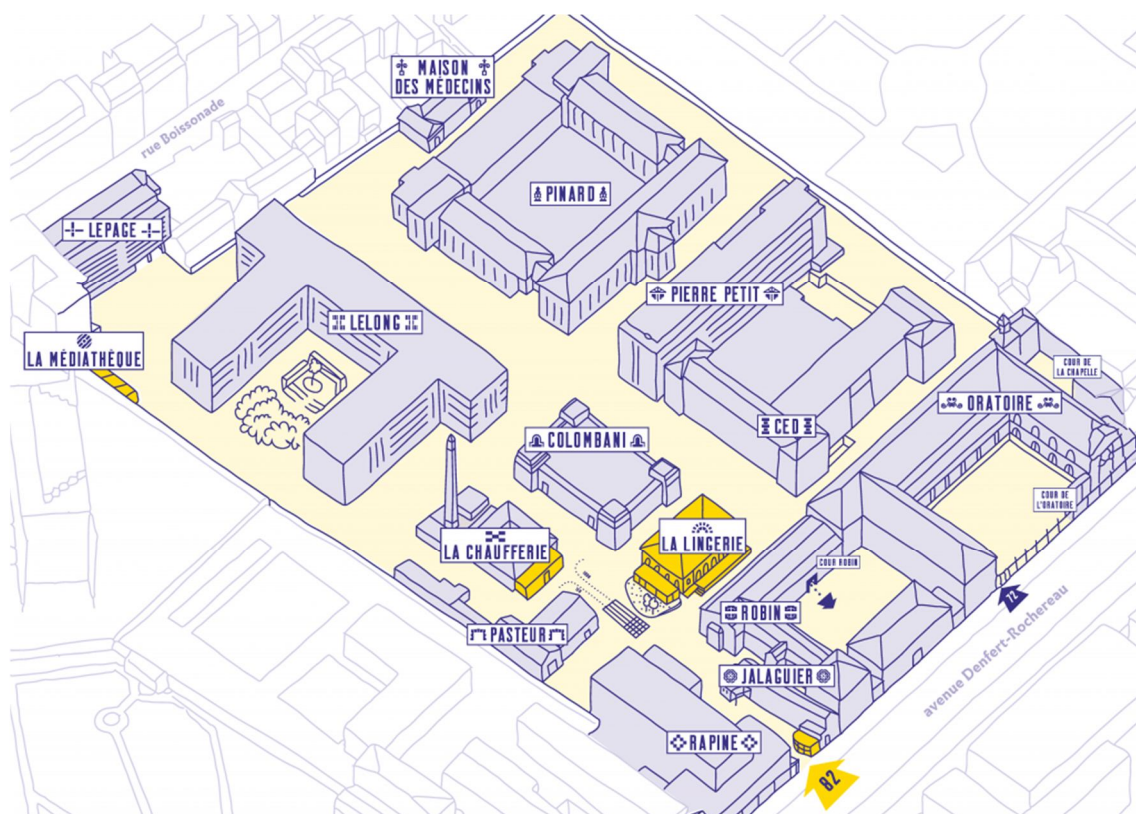 MAISON
DES MÉDECINS
rue Boissonade
PINARD
LEPAGE
PIERRE PETIT
LELONG
LA MÉDIATHÈQUE
COUR DE
LA CHAPELLE
ORATOIRE
CED
COLOMBANI
COUR DE
L'ORATOIRE
LA CHAUFFERIE
LA LINGERIE
COUR ROBIN
72
ROBIN
PASTEUR
avenue Denfert-Rochereau
JALAGUIER
RAPINE
82